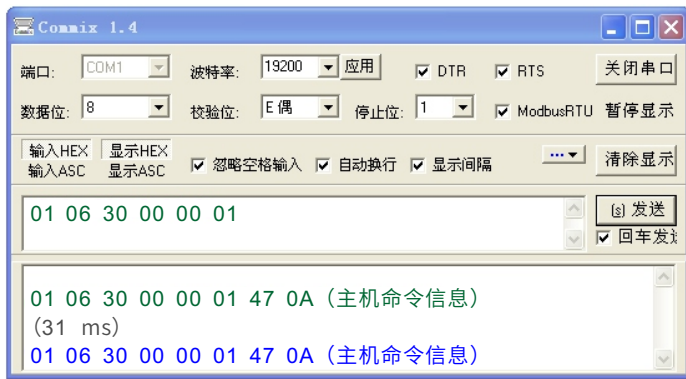 Commix 1.4
端口: COM1 波特率: 19200 应用 DTR RTS 关闭串口
数据位: 8 校验位: E 偶 停止位: 1 ModbusRTU 暂停显示
输入HEX 显示HEX
输入ASC 显示ASC 忽略空格输入 自动换行 显示间隔 ... 清除显示
01 06 30 00 00 01 (s) 发送
回车发送
01 06 30 00 00 01 47 0A（主机命令信息）
（31 ms）
01 06 30 00 00 01 47 0A（主机命令信息）